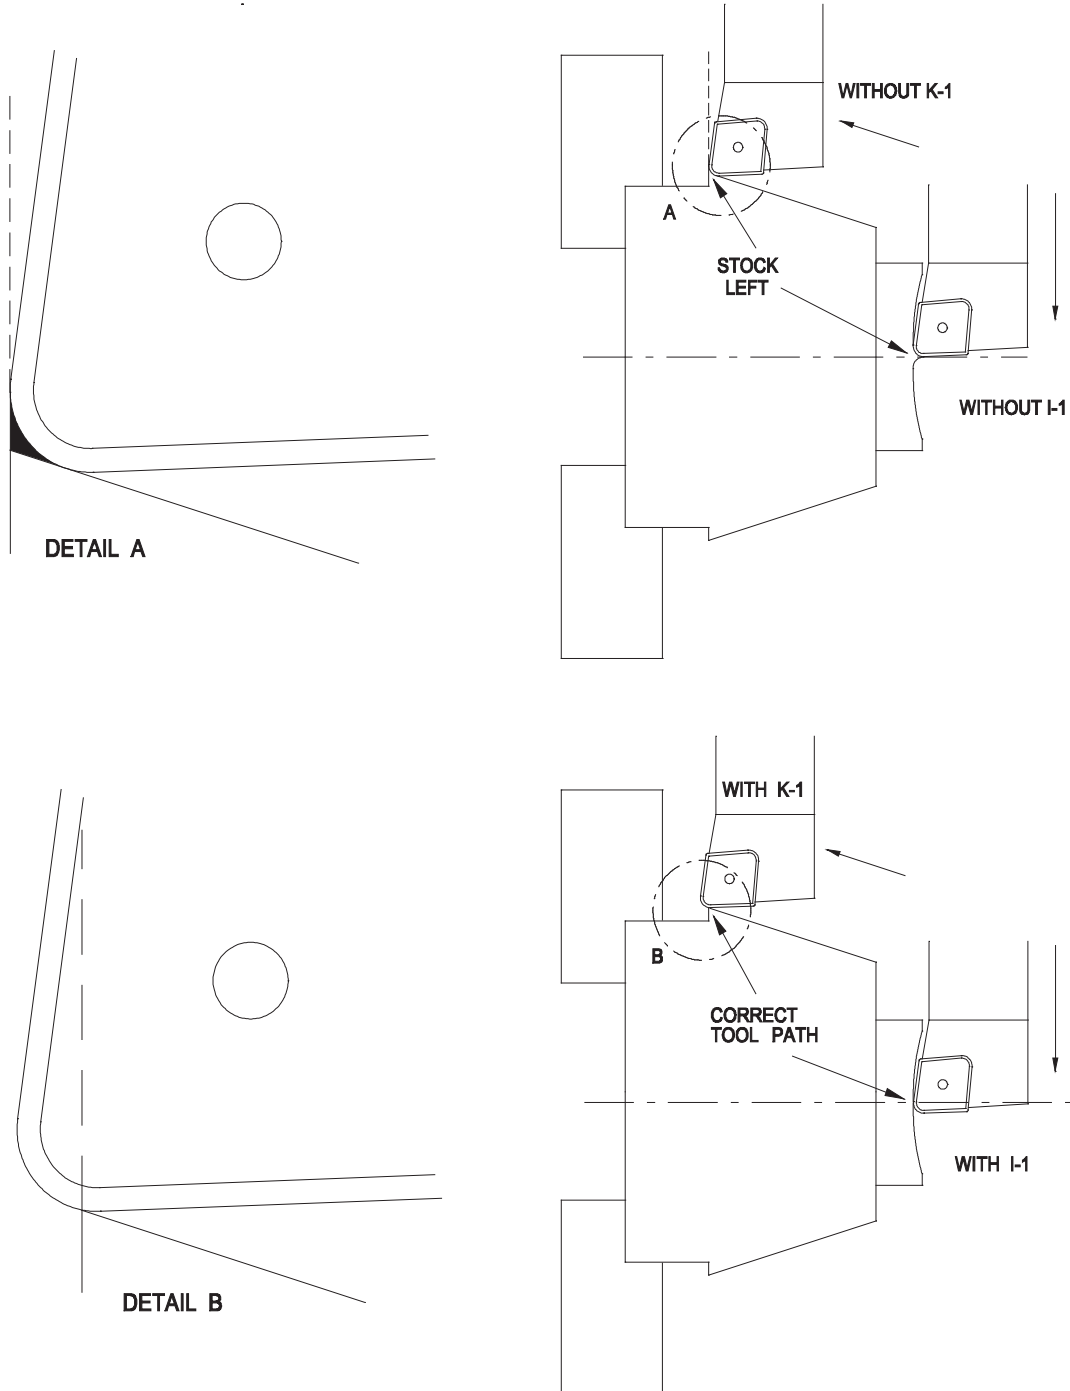 WITHOUT K-1
A
STOCK
LEFT
WITHOUT I-1
DETAIL A
WITH K-1
B
CORRECT
TOOL PATH
WITH I-1
DETAIL B